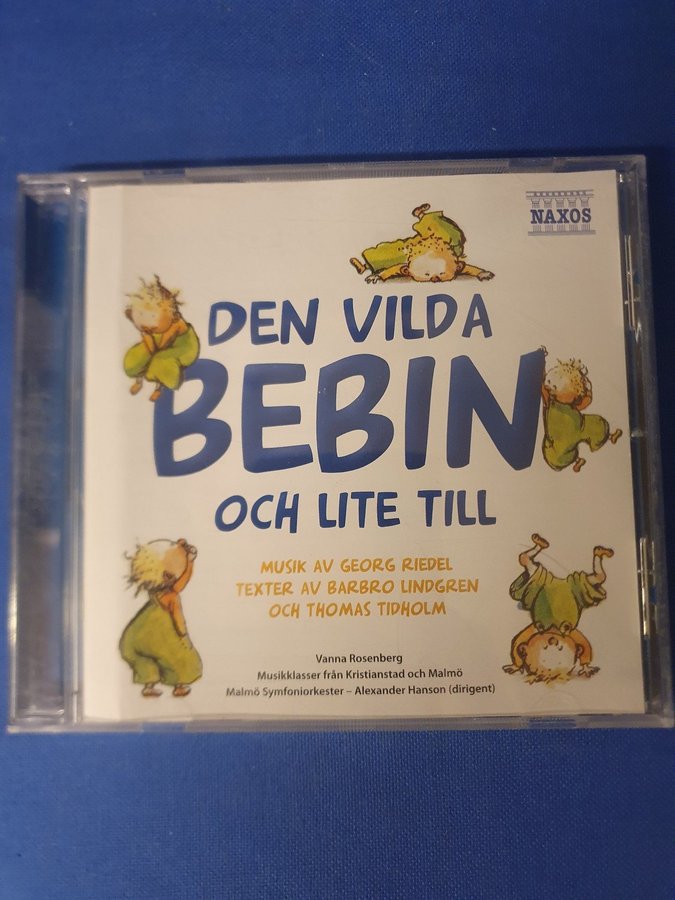 NAXOS
DEN VILDA
BEBIN
OCH LITE TILL
MUSIK AV GEORG RIEDEL
TEXTER AV BARBRO LINDGREN
OCH THOMAS TIDHOLM
Vanna Rosenberg
Musikklasser från Kristianstad och Malmö
Malmö Symfoniorkester – Alexander Hanson (dirigent)